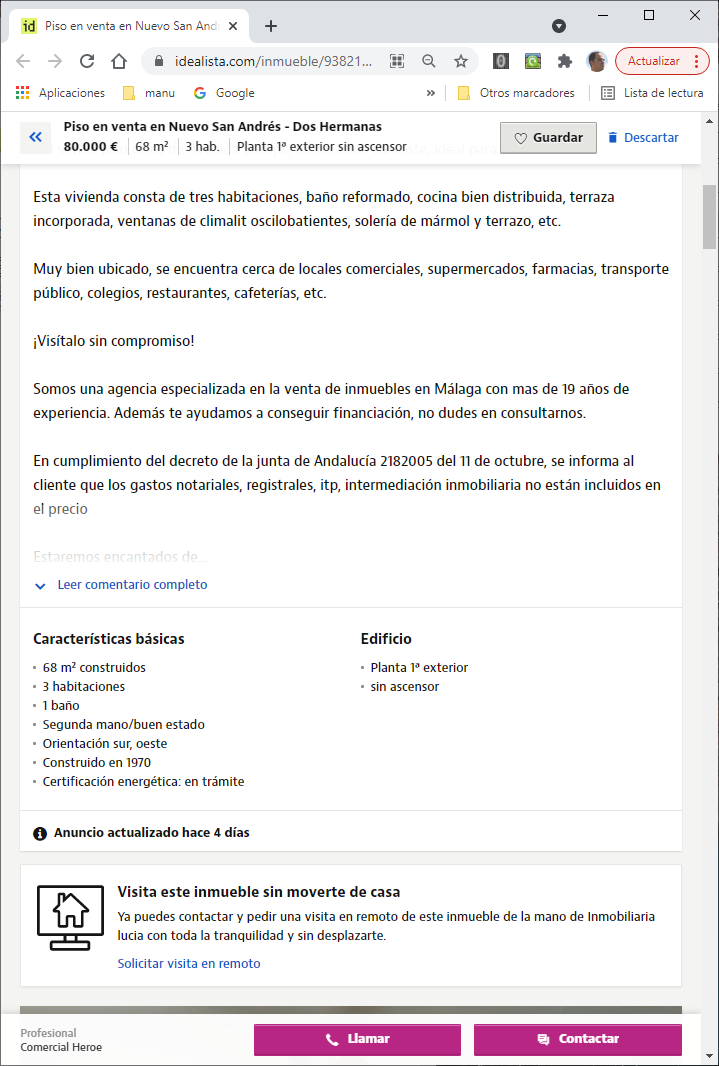 Piso en venta en Nuevo San And
idealista.com/inmueble/93821...
Actualizar
Aplicaciones
manu
Google
»
Otros marcadores
Lista de lectura
Piso en venta en Nuevo San Andrés - Dos Hermanas
80.000 € 68 m² 3 hab. Planta 1ª exterior sin ascensor
Guardar
Descartar
Esta vivienda consta de tres habitaciones, baño reformado, cocina bien distribuida, terraza
incorporada, ventanas de climalit oscilobatientes, solería de mármol y terrazo, etc.
Muy bien ubicado, se encuentra cerca de locales comerciales, supermercados, farmacias, transporte
público, colegios, restaurantes, cafeterías, etc.
¡Visítalo sin compromiso!
Somos una agencia especializada en la venta de inmuebles en Málaga con mas de 19 años de
experiencia. Además te ayudamos a conseguir financiación, no dudes en consultarnos.
En cumplimiento del decreto de la junta de Andalucía 2182005 del 11 de octubre, se informa al
cliente que los gastos notariales, registrales, itp, intermediación inmobiliaria no están incluidos en
el precio
Estaremos encantados de...
Leer comentario completo
Características básicas
68 m² construidos
3 habitaciones
1 baño
Segunda mano/buen estado
Orientación sur, oeste
Construido en 1970
Certificación energética: en trámite
Edificio
Planta 1ª exterior
sin ascensor
Anuncio actualizado hace 4 días
Visita este inmueble sin moverte de casa
Ya puedes contactar y pedir una visita en remoto de este inmueble de la mano de Inmobiliaria
lucia con toda la tranquilidad y sin desplazarte.
Solicitar visita en remoto
Profesional
Comercial Heroe
Llamar
Contactar